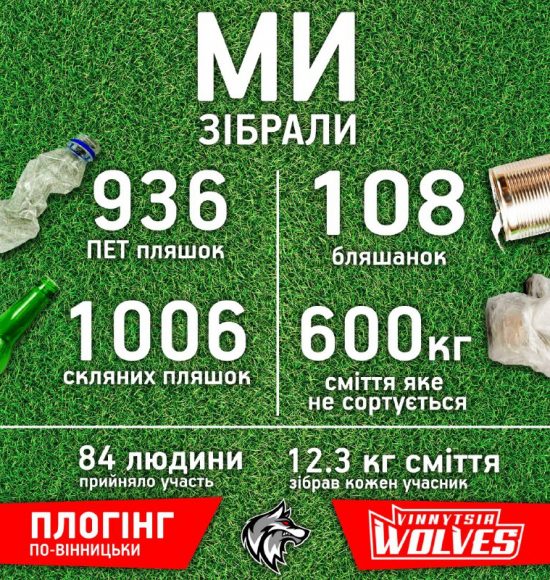 МИ
ЗІБРАЛИ
936
ПЕТ ПЛЯШОК
108
БЛЯШАНОК
1006
СКЛЯНИХ ПЛЯШОК
600кг
СМІТТЯ ЯКЕ
НЕ СОРТУЄТЬСЯ
84 ЛЮДИНИ
ПРИЙНЯЛО УЧАСТЬ
12.3 кг СМІТТЯ
ЗІБРАВ КОЖЕН УЧАСНИК
ПЛОГІНГ
ПО-ВІННИЦЬКИ
VINNYTSIA
WOLVES